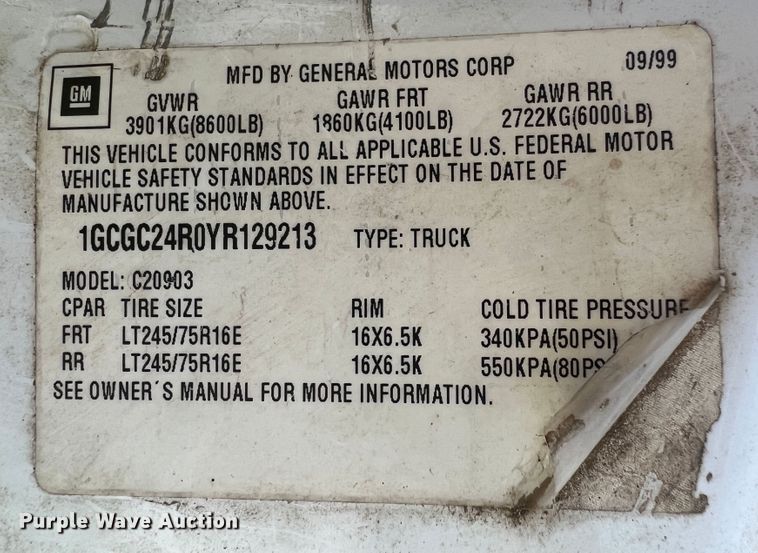 MFD BY GENERAL MOTORS CORP 09/99
GM
GVWR GAWR FRT GAWR RR
3901KG(8600LB) 1860KG(4100LB) 2722KG(6000LB)
THIS VEHICLE CONFORMS TO ALL APPLICABLE U.S. FEDERAL MOTOR
VEHICLE SAFETY STANDARDS IN EFFECT ON THE DATE OF
MANUFACTURE SHOWN ABOVE.
1GCGC24R0YR129213 TYPE: TRUCK
MODEL: C20903
CPAR TIRE SIZE RIM COLD TIRE PRESSURE
FRT LT245/75R16E 16X6.5K 340KPA(50PSI)
RR LT245/75R16E 16X6.5K 550KPA(80PS
SEE OWNER'S MANUAL FOR MORE INFORMATION.
Purple Wave Auction